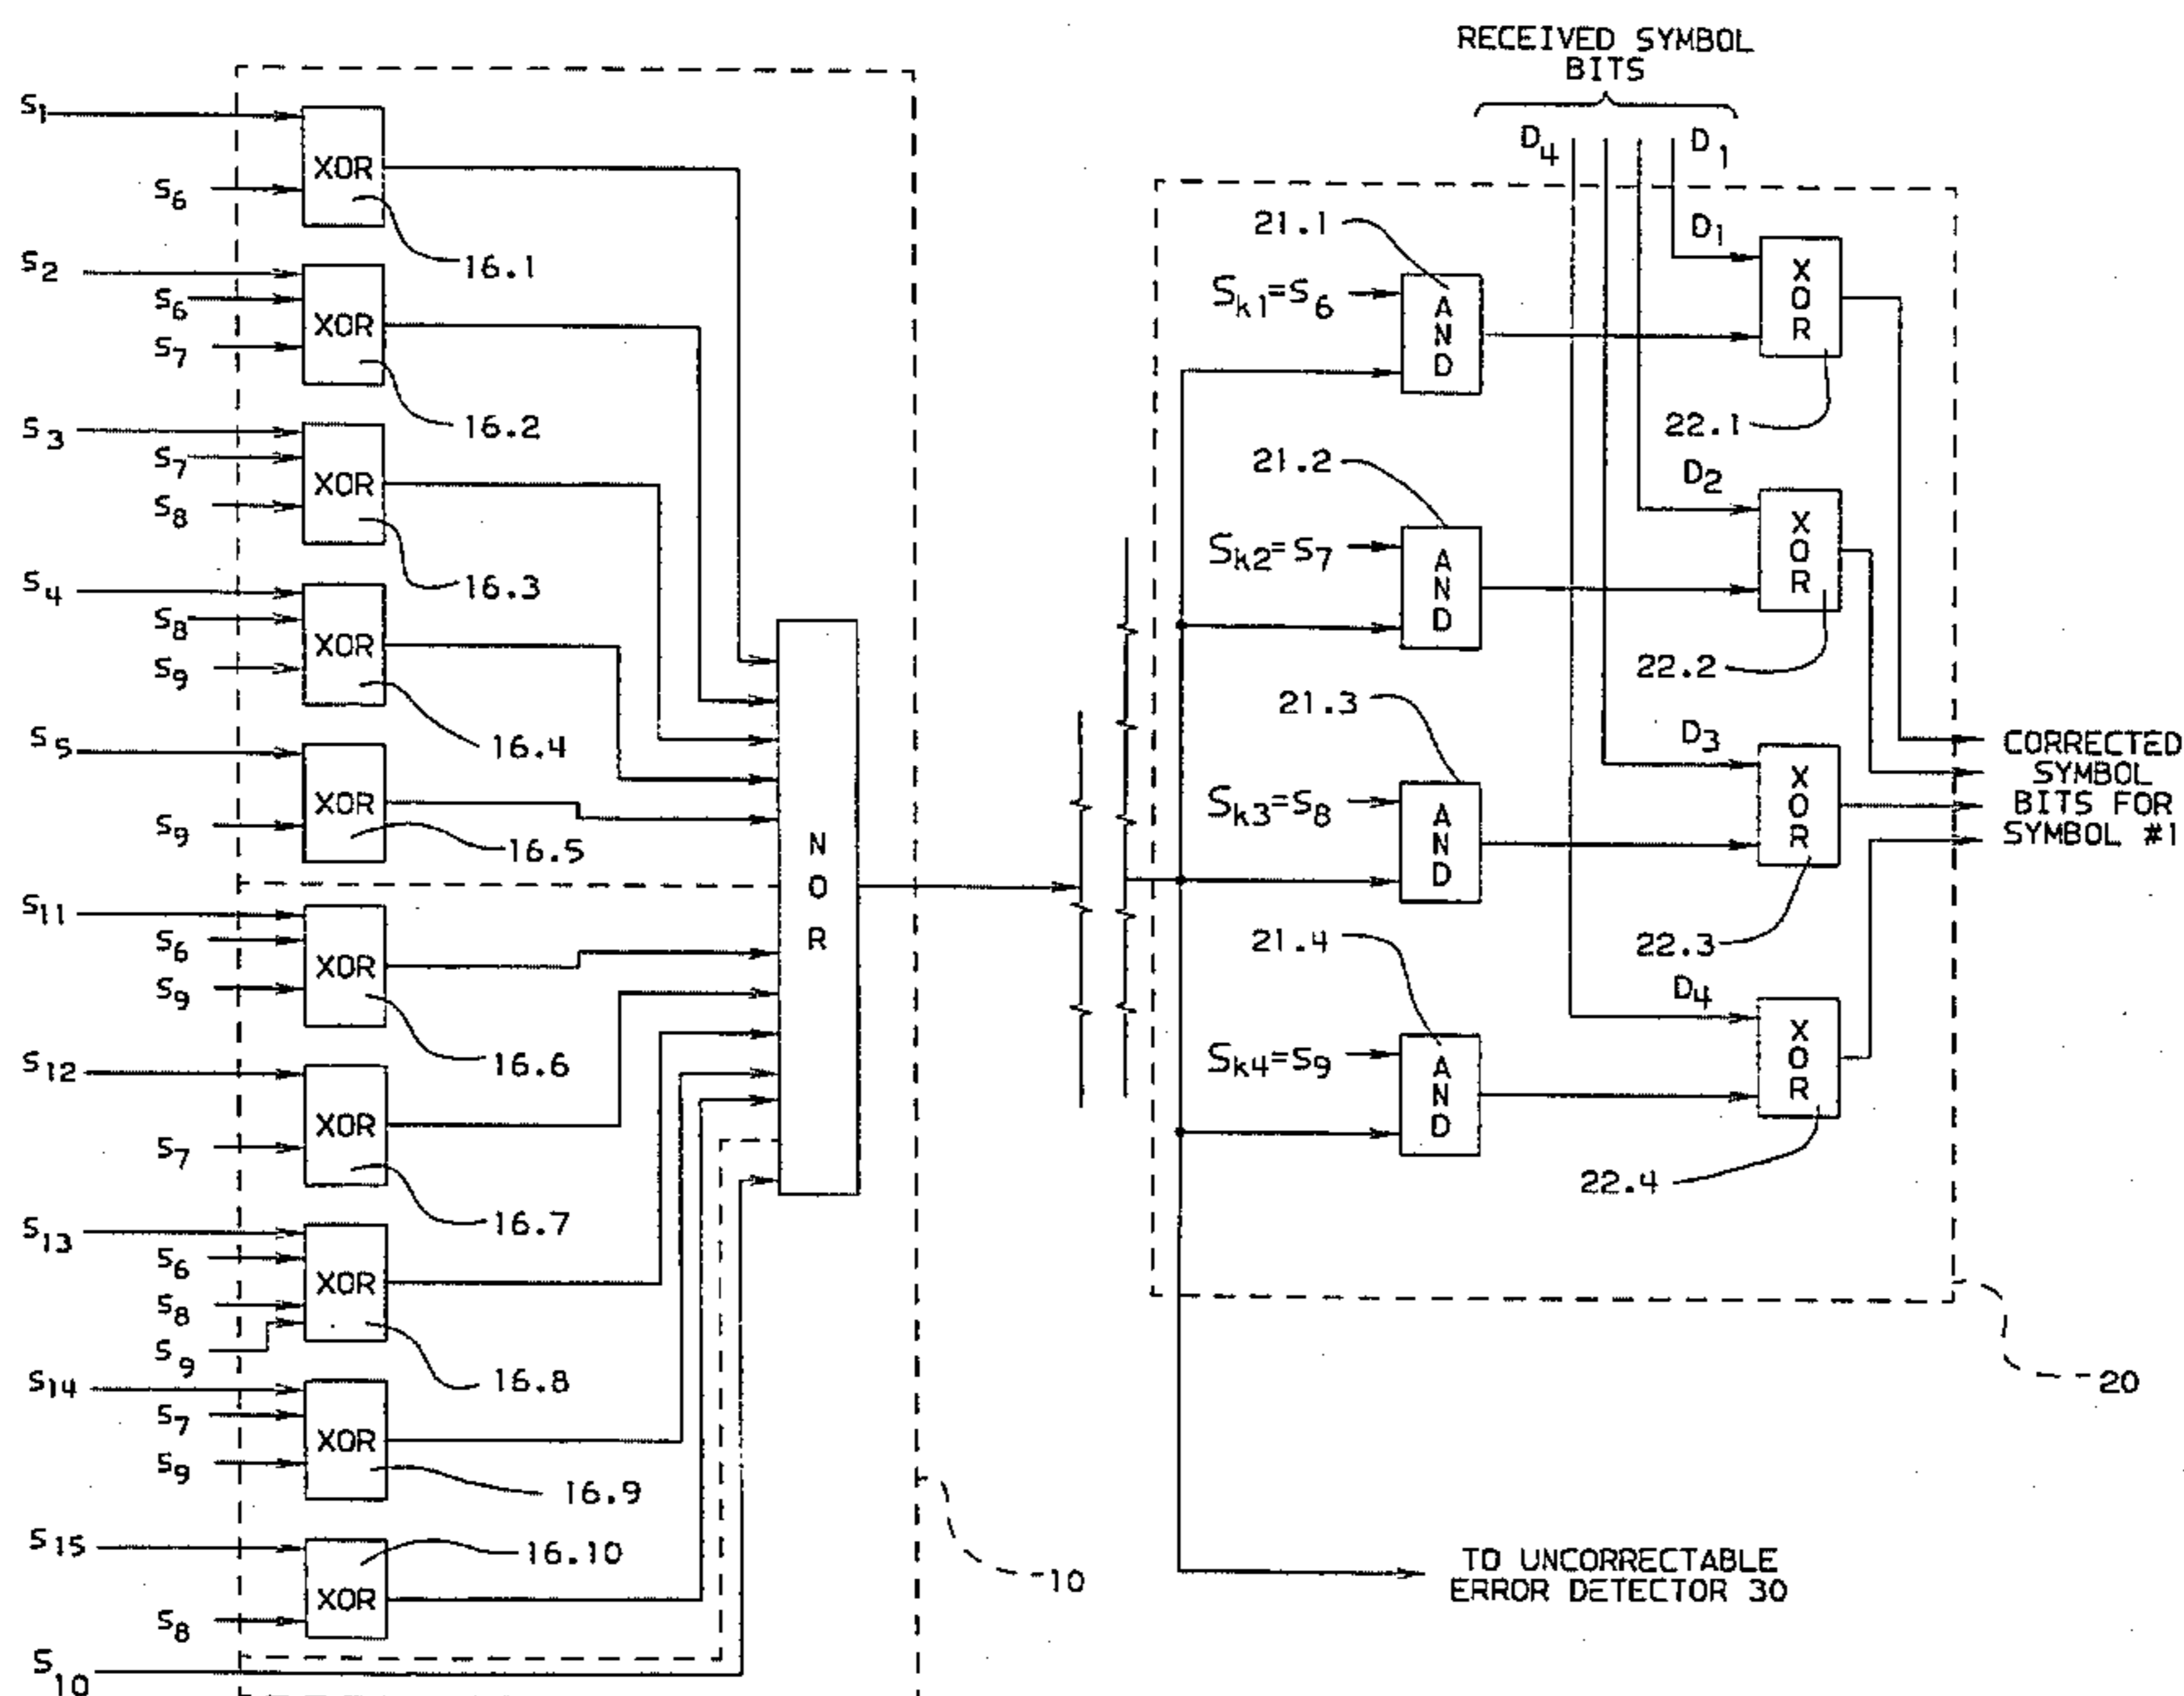 RECEIVED SYMBOL
BITS
D4
D1
S1
XOR
S6
16.1
S2
S6
XOR
S7
16.2
S3
S7
XOR
S8
16.3
S4
S8
XOR
S9
16.4
S5
XOR
S9
16.5
S11
S6
XOR
S9
16.6
S12
XOR
S7
16.7
S13
S6
XOR
S8
S9
16.8
S14
S7
XOR
S9
16.9
S15
16.10
XOR
S8
S10
NOR
10
21.1
Sk1=S6
AND
D1
XOR
22.1
21.2
Sk2=S7
AND
D2
XOR
22.2
21.3
Sk3=S8
AND
D3
XOR
22.3
21.4
Sk4=S9
AND
D4
XOR
22.4
CORRECTED
SYMBOL
BITS FOR
SYMBOL #1
20
TO UNCORRECTABLE
ERROR DETECTOR 30